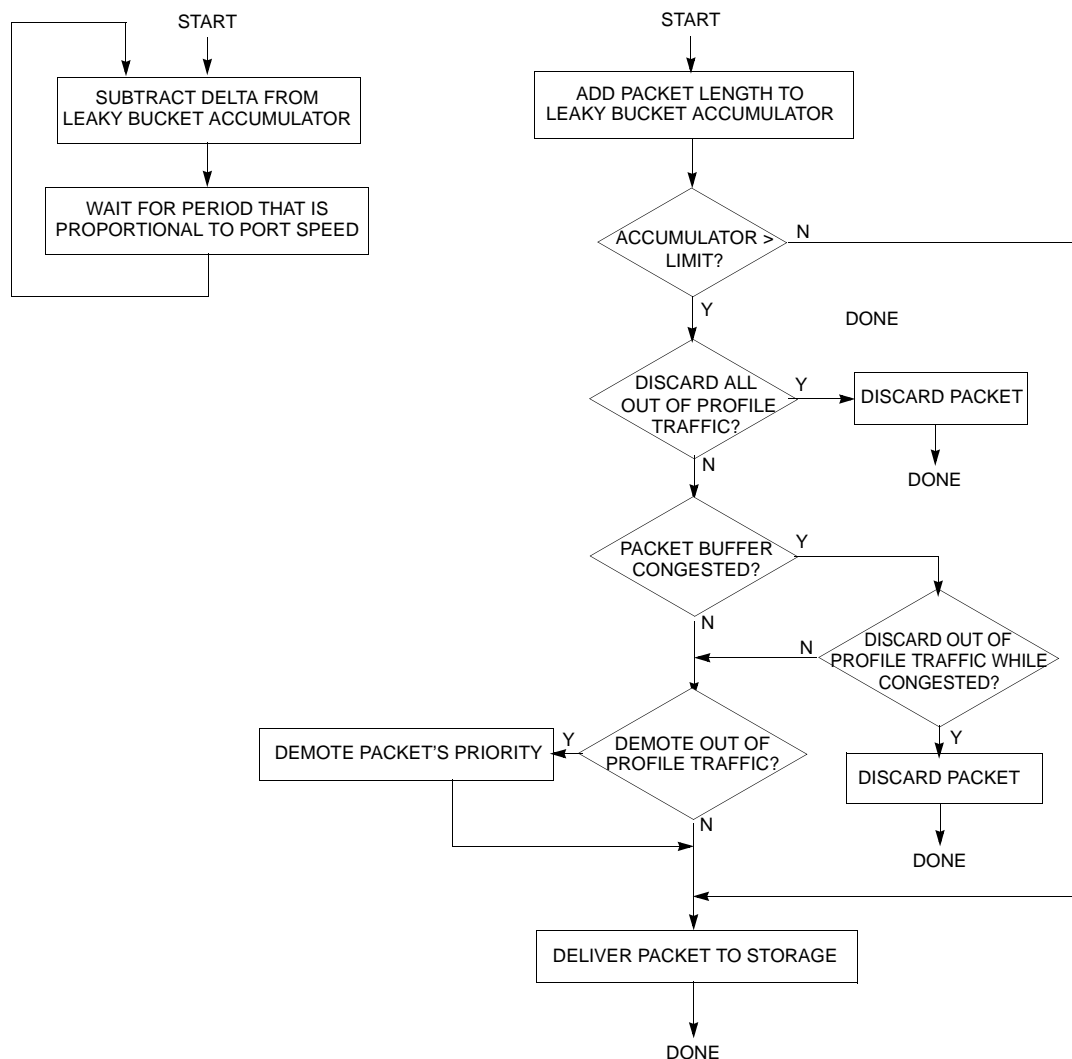 START
SUBTRACT DELTA FROM
LEAKY BUCKET ACCUMULATOR
WAIT FOR PERIOD THAT IS
PROPORTIONAL TO PORT SPEED
START
ADD PACKET LENGTH TO
LEAKY BUCKET ACCUMULATOR
ACCUMULATOR >
LIMIT?
N
Y
DONE
DISCARD ALL
OUT OF PROFILE
TRAFFIC?
Y
DISCARD PACKET
N
DONE
PACKET BUFFER
CONGESTED?
Y
N
N
DISCARD OUT OF
PROFILE TRAFFIC WHILE
CONGESTED?
Y
DISCARD PACKET
DONE
DEMOTE OUT OF
PROFILE TRAFFIC?
Y
DEMOTE PACKET’S PRIORITY
N
DELIVER PACKET TO STORAGE
DONE